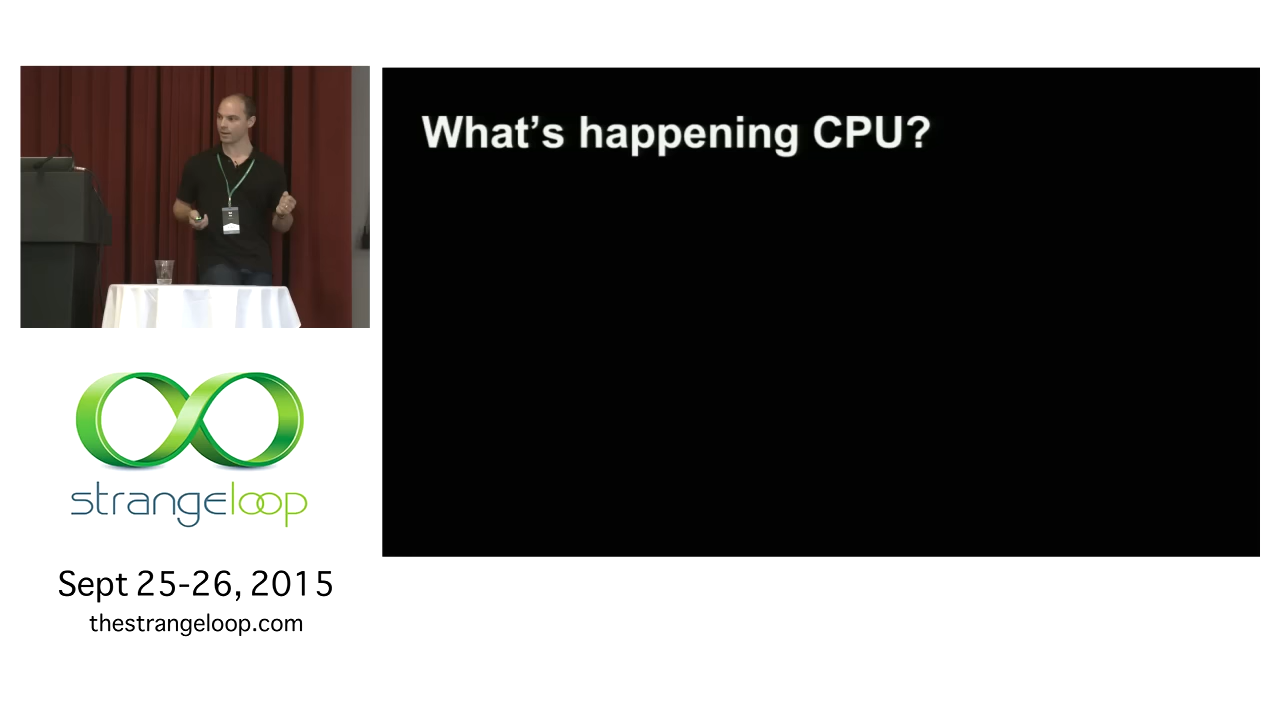 What's happening CPU?
strangeloop
Sept 25-26, 2015
thestrangeloop.com